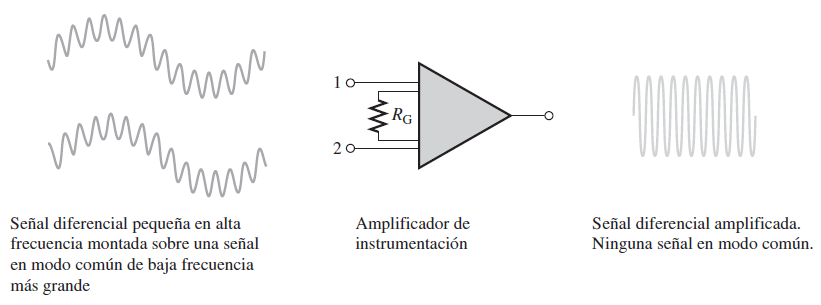 1
R_G
2
Señal diferencial pequeña en alta
frecuencia montada sobre una señal
en modo común de baja frecuencia
más grande
Amplificador de
instrumentación
Señal diferencial amplificada.
Ninguna señal en modo común.